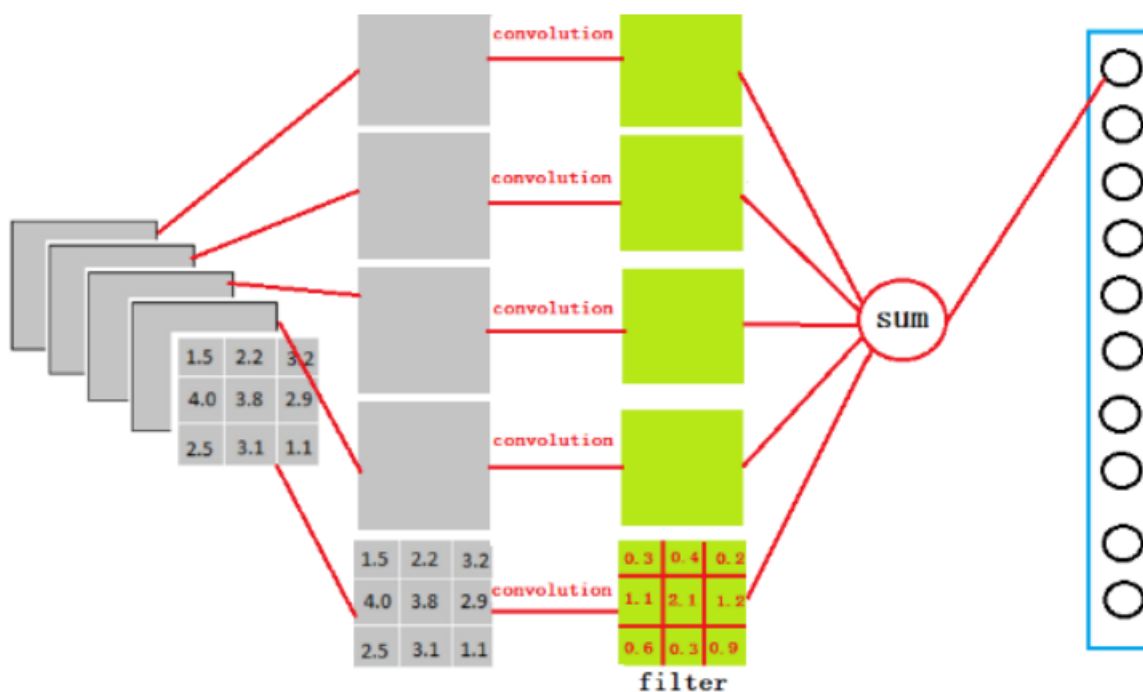 convolution
convolution
convolution
sum
1.5 2.2 3.2
4.0 3.8 2.9
2.5 3.1 1.1
convolution
1.5 2.2 3.2
4.0 3.8 2.9
2.5 3.1 1.1
convolution
0.3 0.4 0.2
1.1 2.1 1.2
0.6 0.3 0.9
filter